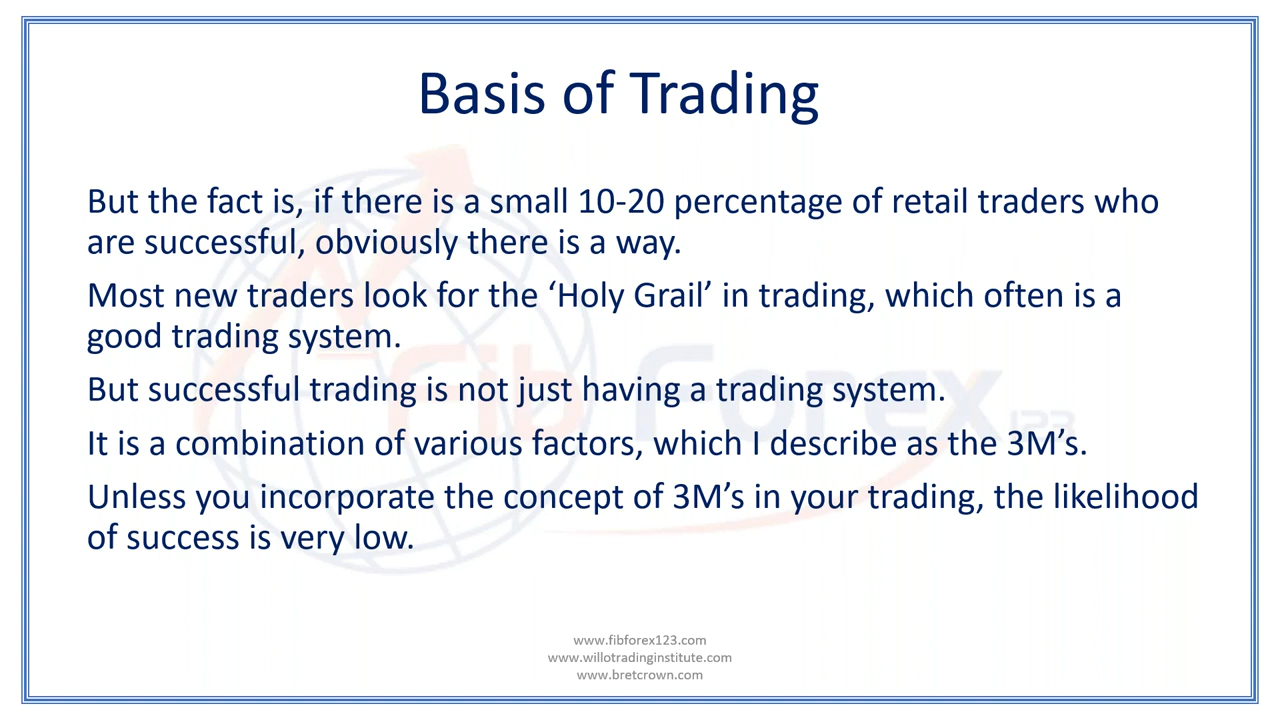 Basis of Trading
But the fact is, if there is a small 10-20 percentage of retail traders who
are successful, obviously there is a way.
Most new traders look for the ‘Holy Grail’ in trading, which often is a
good trading system.
But successful trading is not just having a trading system.
It is a combination of various factors, which I describe as the 3M’s.
Unless you incorporate the concept of 3M’s in your trading, the likelihood
of success is very low.
Fib Forex 123
www.fibforex123.com
www.willotradinginstitute.com
www.bretcrown.com